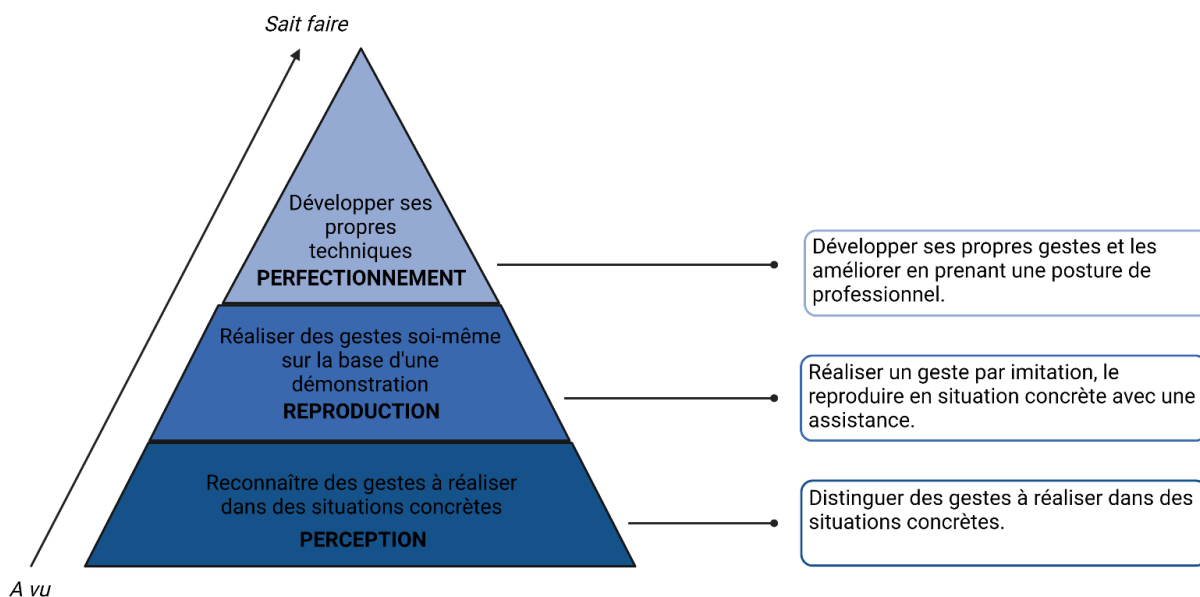 Sait faire
Développer ses
propres
techniques
PERFECTIONNEMENT
Développer ses propres gestes et les
améliorer en prenant une posture de
professionnel.
Réaliser des gestes soi-même
sur la base d'une
démonstration
REPRODUCTION
Réaliser un geste par imitation, le
reproduire en situation concrète avec une
assistance.
Reconnaître des gestes à réaliser
dans des situations concrètes
PERCEPTION
Distinguer des gestes à réaliser dans des
situations concrètes.
A vu